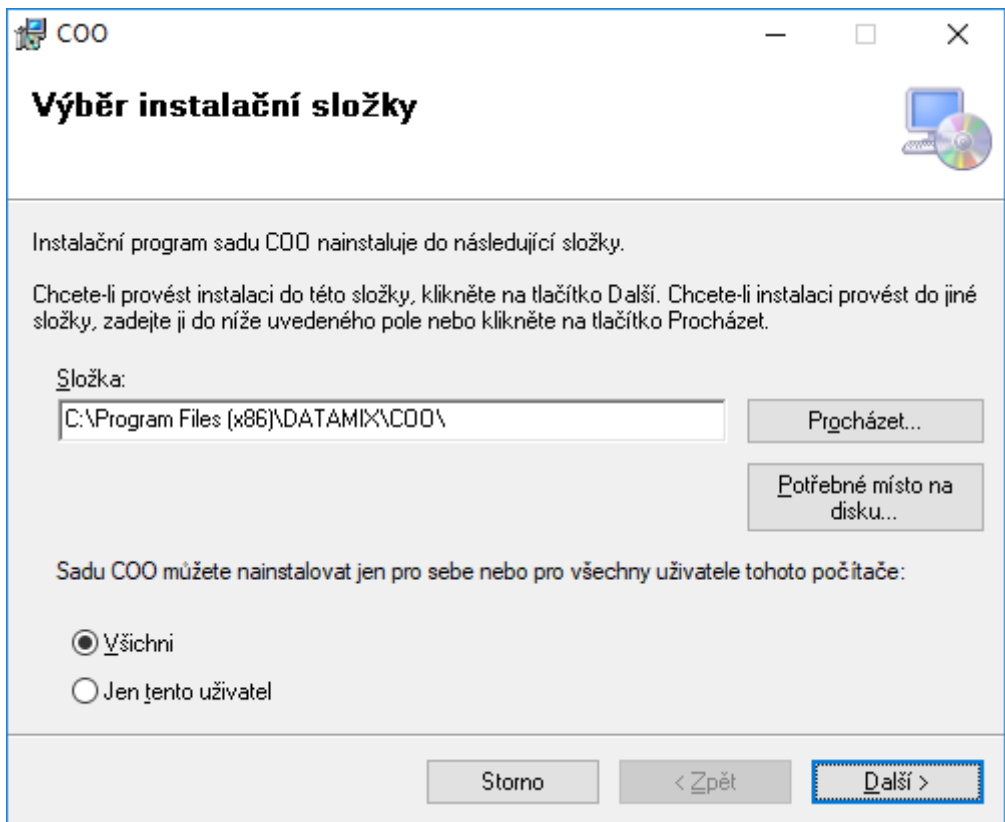 COO
Výběr instalační složky
Instalační program sadu COO nainstaluje do následující složky.
Chcete-li provést instalaci do této složky, klikněte na tlačítko Další. Chcete-li instalaci provést do jiné
složky, zadejte ji do níže uvedeného pole nebo klikněte na tlačítko Procházet.
Složka:
C:\Program Files (x86)\DATAMIX\COO\
Procházet...
Potřebné místo na
disku...
Sadu COO můžete nainstalovat jen pro sebe nebo pro všechny uživatele tohoto počítače:
Všichni
Jen tento uživatel
Storno
< Zpět
Další >